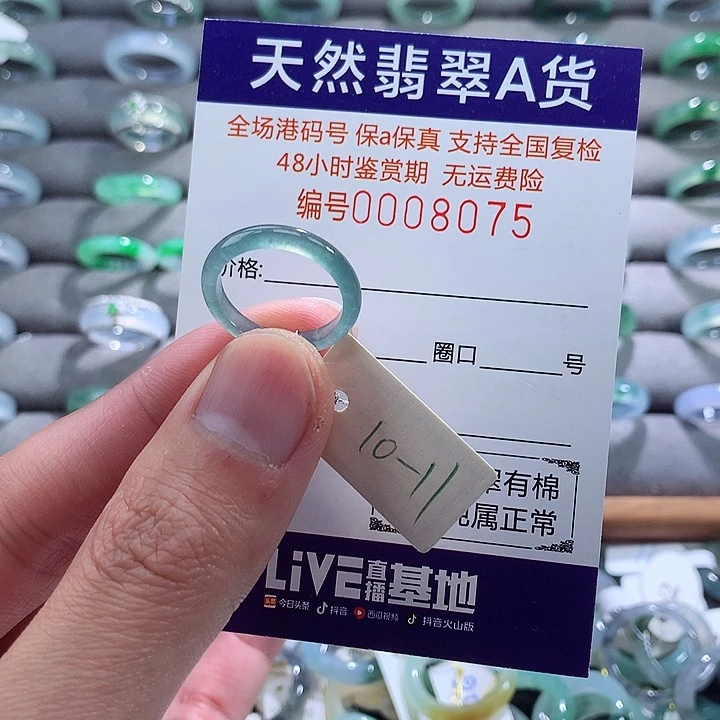 天然翡翠A货
全场港码号 保a保真 支持全国复检
48小时鉴赏期 无运费险
编号0008075
价格:
圈口 号
10-11
有棉
属正常
LiVE直播基地
头条 今日头条 抖音 西瓜视频 抖音火山版